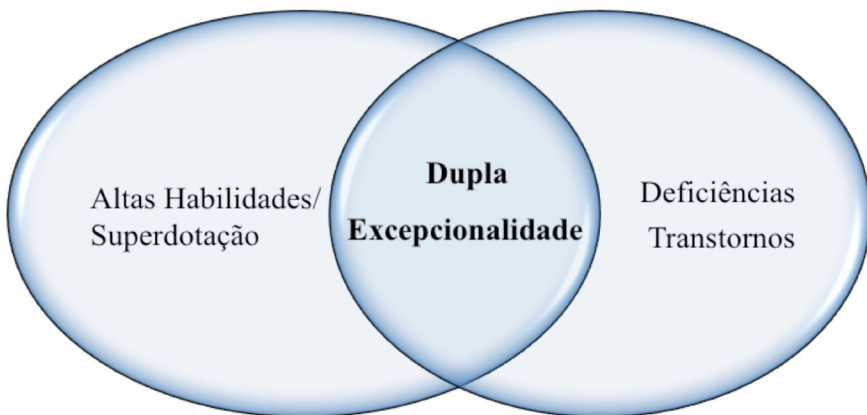 Altas Habilidades/
Superdotação
Dupla
Excepcionalidade
Deficiências
Transtornos